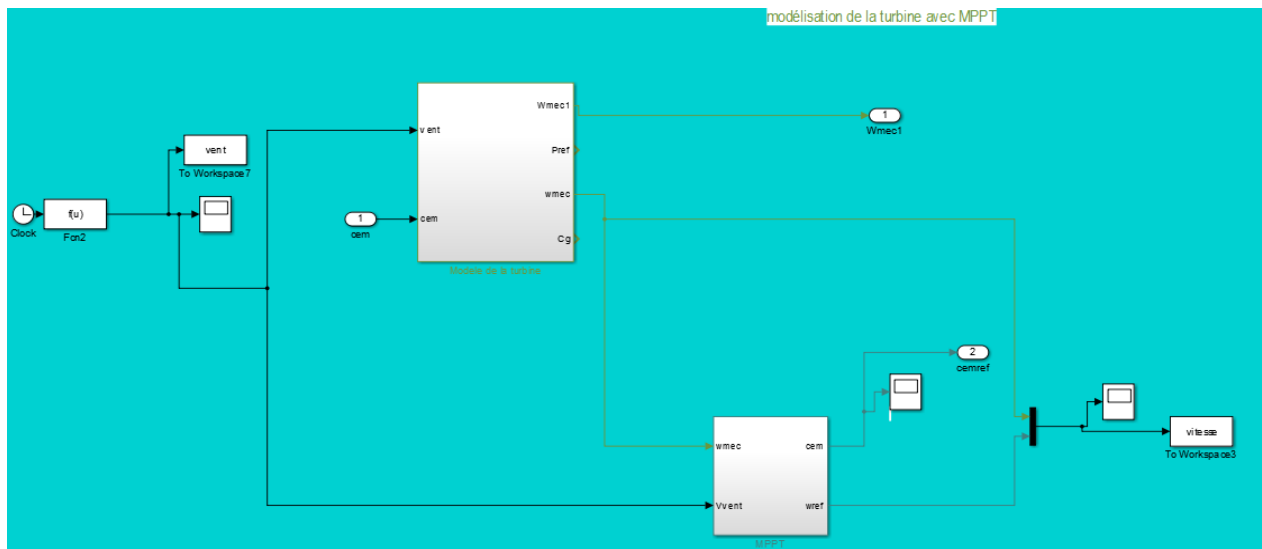 modélisation de la turbine avec MPPT
Wmec1
vent
Pref
wmec
cem
Cg
Modele de la turbine
1
Wmec1
vent
To Workspace7
Clock
f(u)
Fcn2
1
cem
2
cemref
wmec
cem
Vvent
wref
MPPT
vitesse
To Workspace3